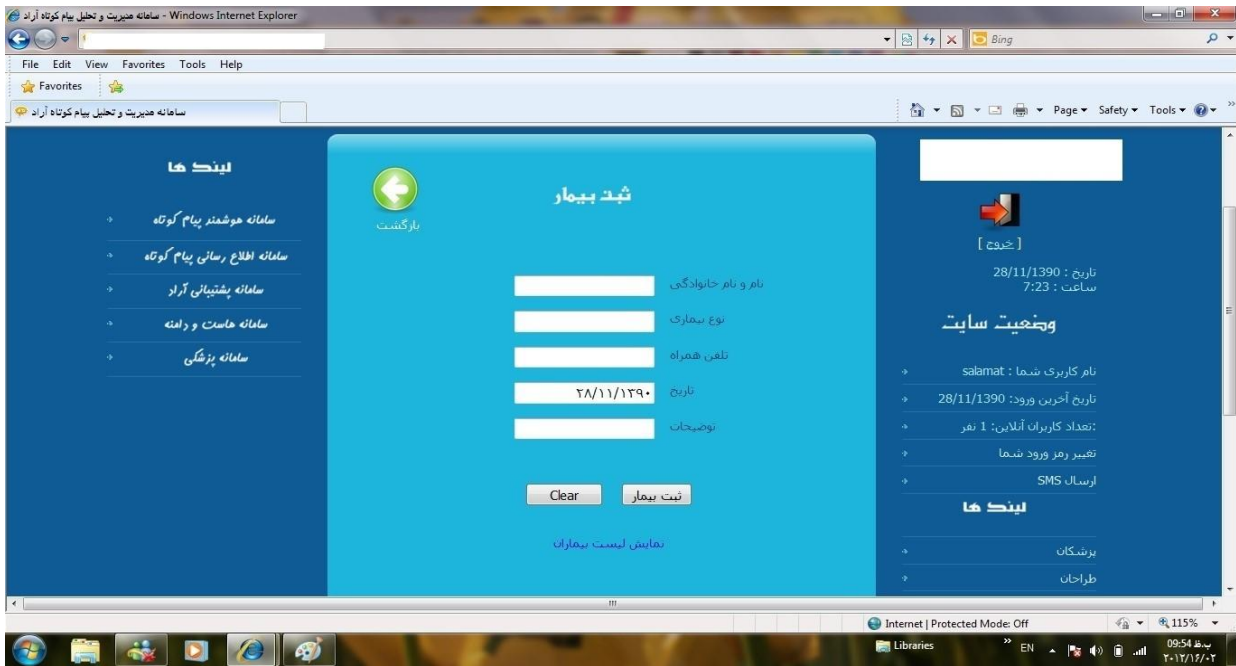 سامانه مدیریت و تحلیل پیام کوتاه آراد - Windows Internet Explorer
Bing
File Edit View Favorites Tools Help
Favorites
سامانه مدیریت و تحلیل پیام کوتاه آراد
Page Safety Tools
[ خروج ]
تاریخ : 28/11/1390
ساعت : 7:23
وضعیت سایت
نام کاربری شما : salamat
تاریخ آخرین ورود: 28/11/1390
:تعداد کاربران آنلاین: 1 نفر
تغییر رمز ورود شما
ارسال SMS
لینک ها
پزشکان
طراحان
ثبت بیمار
بازگشت
نام و نام خانوادگی
نوع بیماری
تلفن همراه
تاریخ ۲۸/۱۱/۱۳۹۰
توضیحات
ثبت بیمار Clear
نمایش لیست بیماران
لینک ها
سامانه هوشمند پیام کوتاه
سامانه اطلاع رسانی پیام کوتاه
سامانه پشتیبانی آراد
سامانه هاست و دامنه
سامانه پزشکی
Internet | Protected Mode: Off
115%
Libraries
EN
09:54 ب.ظ
۲۰۱۲/۱۶/۰۲